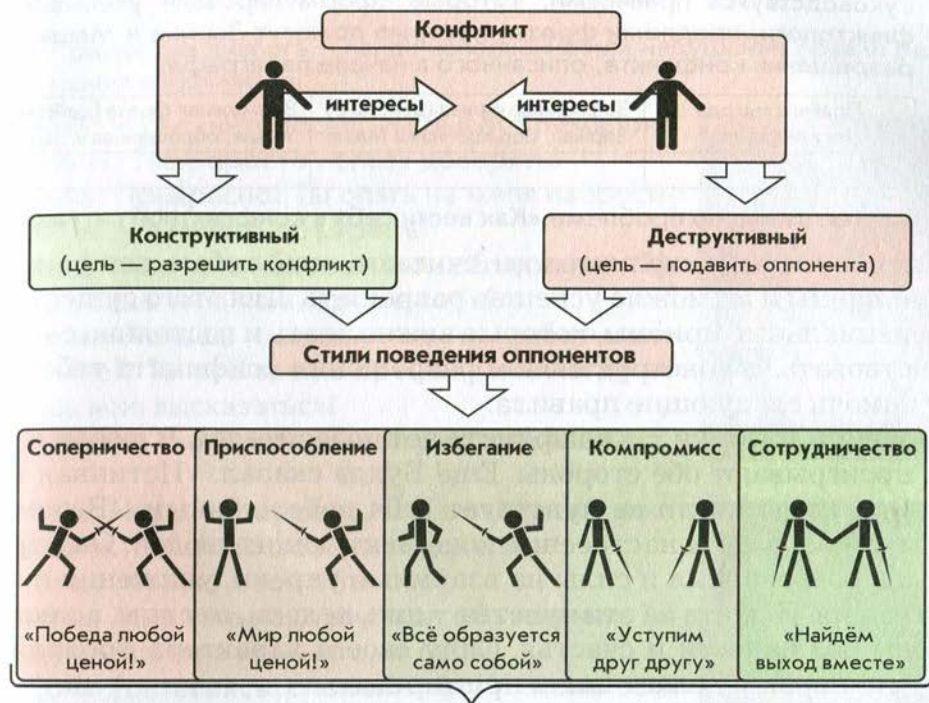 Конфликт
интересы
интересы
Конструктивный
(цель – разрешить конфликт)
Деструктивный
(цель – подавить оппонента)
Стили поведения оппонентов
Соперничество
Приспособление
Избегание
Компромисс
Сотрудничество
«Победа любой
ценой!»
«Мир любой
ценой!»
«Всё образуется
само собой»
«Уступим
друг другу»
«Найдём
выход вместе»